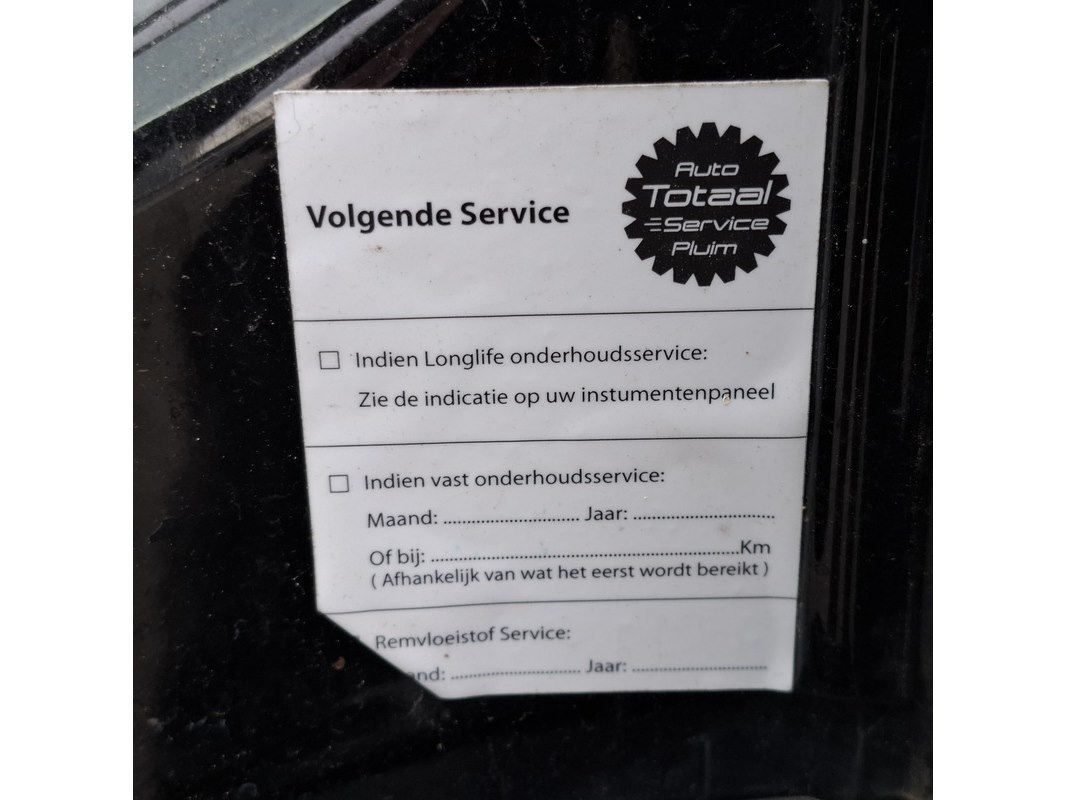 Auto
Totaal
Service
Pluim
Volgende Service
Indien Longlife onderhoudsservice:
Zie de indicatie op uw instumentenpaneel
Indien vast onderhoudsservice:
Maand: ............................ Jaar: ..............................
Of bij: .................................................................Km
( Afhankelijk van wat het eerst wordt bereikt )
Remvloeistof Service:
nd: ............................ Jaar: ..............................